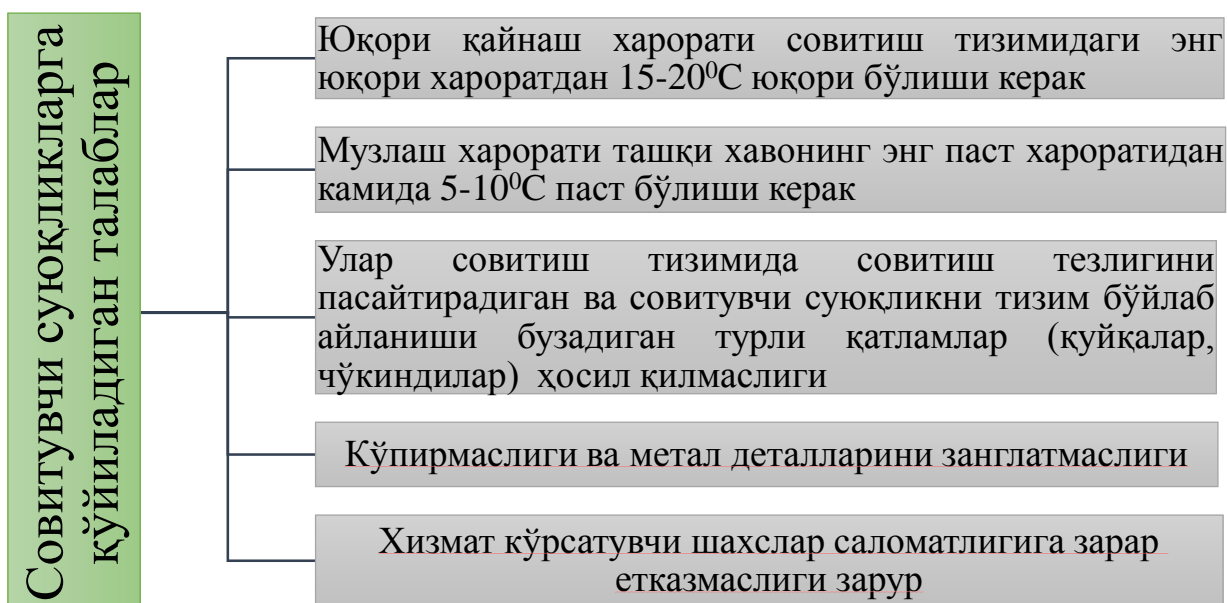 Совитувчи суюқликларга
қўйиладиган талаблар
Юқори қайнаш харорати совитиш тизимидаги энг
юқори хароратдан 15-20⁰С юқори бўлиши керак
Музлаш харорати ташқи хавонинг энг паст хароратидан
камида 5-10⁰С паст бўлиши керак
Улар совитиш тизимида совитиш тезлигини
пасайтирадиган ва совитувчи суюқликни тизим бўйлаб
айланиши бузадиган турли қатламлар (қуйқалар,
чўкиндилар) ҳосил қилмаслиги
Кўпирмаслиги ва метал деталларини занглатмаслиги
Хизмат кўрсатувчи шахслар саломатлигига зарар
етказмаслиги зарур